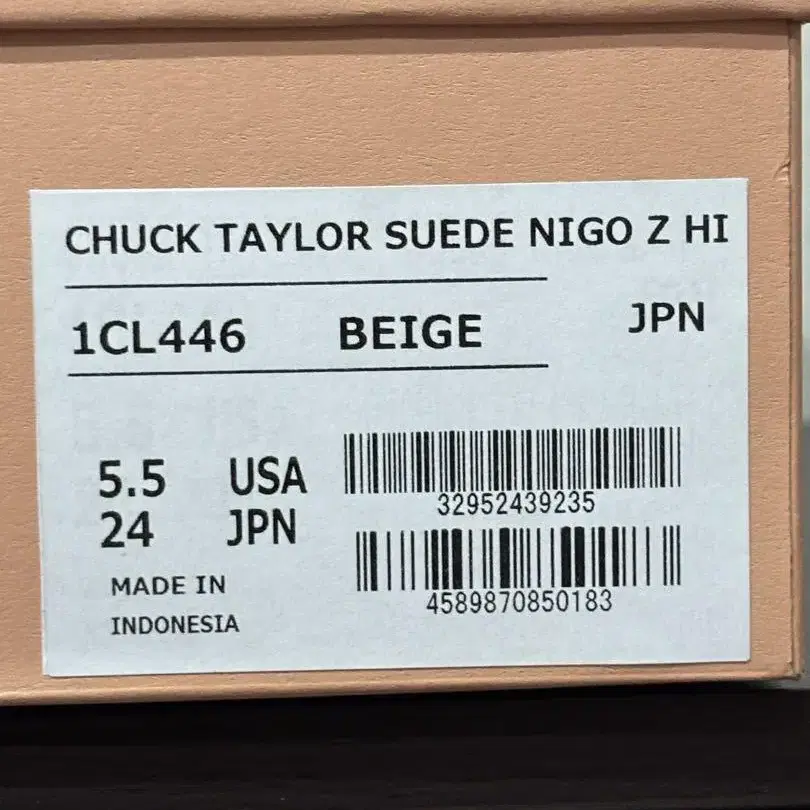 CHUCK TAYLOR SUEDE NIGO Z HI
1CL446 BEIGE JPN
5.5 USA
24 JPN
32952439235
MADE IN
INDONESIA
4589870850183